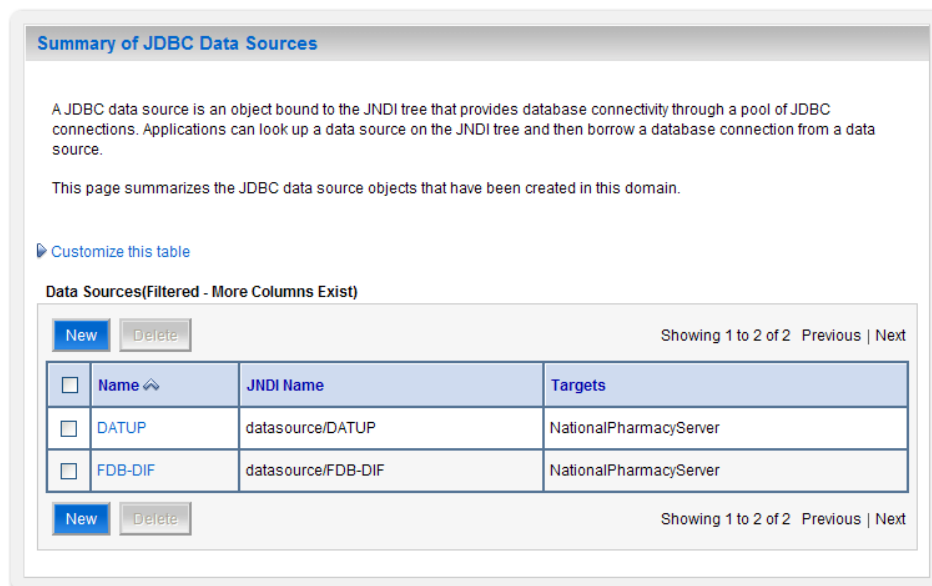 Summary of JDBC Data Sources
A JDBC data source is an object bound to the JNDI tree that provides database connectivity through a pool of JDBC
connections. Applications can look up a data source on the JNDI tree and then borrow a database connection from a data
source.
This page summarizes the JDBC data source objects that have been created in this domain.
Customize this table
Data Sources(Filtered - More Columns Exist)
New Delete Showing 1 to 2 of 2 Previous | Next
Name JNDI Name Targets
DATUP datasource/DATUP NationalPharmacyServer
FDB-DIF datasource/FDB-DIF NationalPharmacyServer
New Delete Showing 1 to 2 of 2 Previous | Next